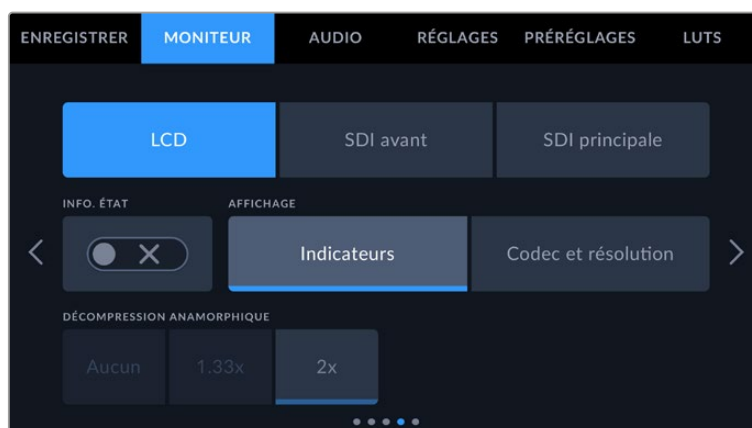 ENREGISTRER MONITEUR AUDIO RÉGLAGES PRÉRÉGLAGES LUTS
LCD SDI avant SDI principale
INFO. ÉTAT AFFICHAGE
Indicateurs Codec et résolution
DÉCOMPRESSION ANAMORPHIQUE
Aucun 1.33x 2x